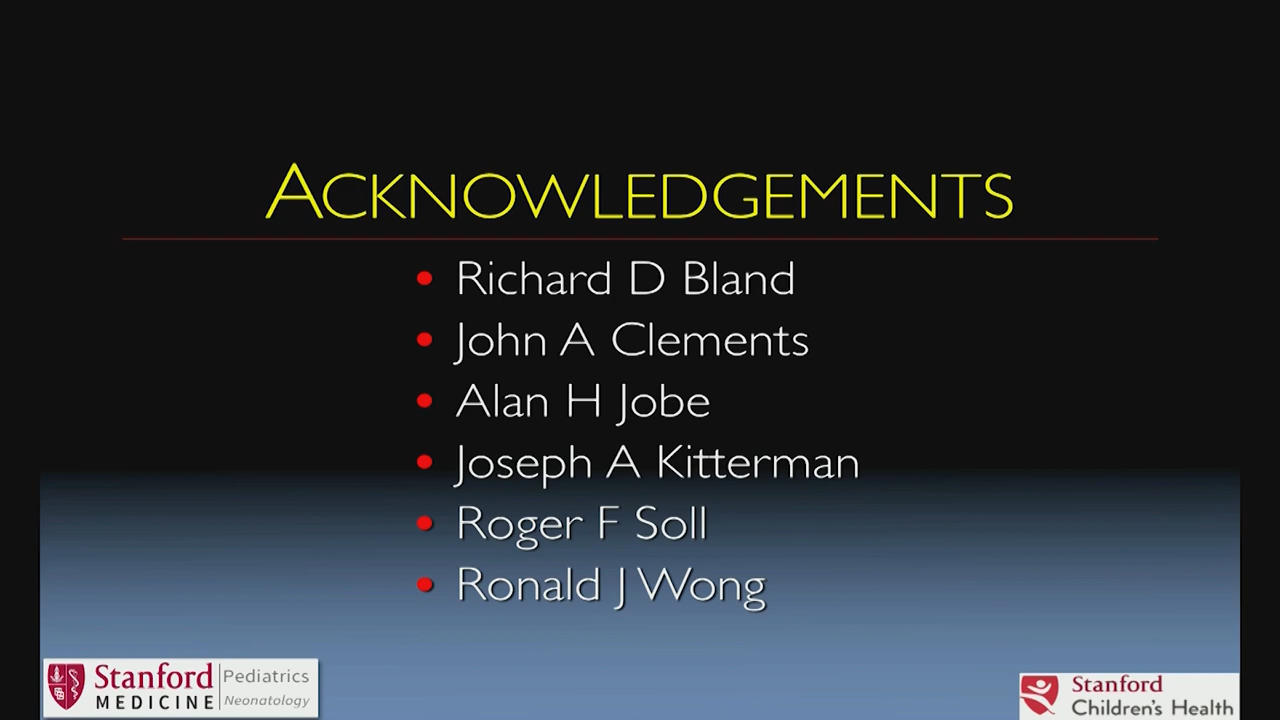 ACKNOWLEDGEMENTS
• Richard D Bland
• John A Clements
• Alan H Jobe
• Joseph A Kitterman
• Roger F Soll
• Ronald J Wong
Stanford MEDICINE | Pediatrics Neonatology
Stanford Children's Health